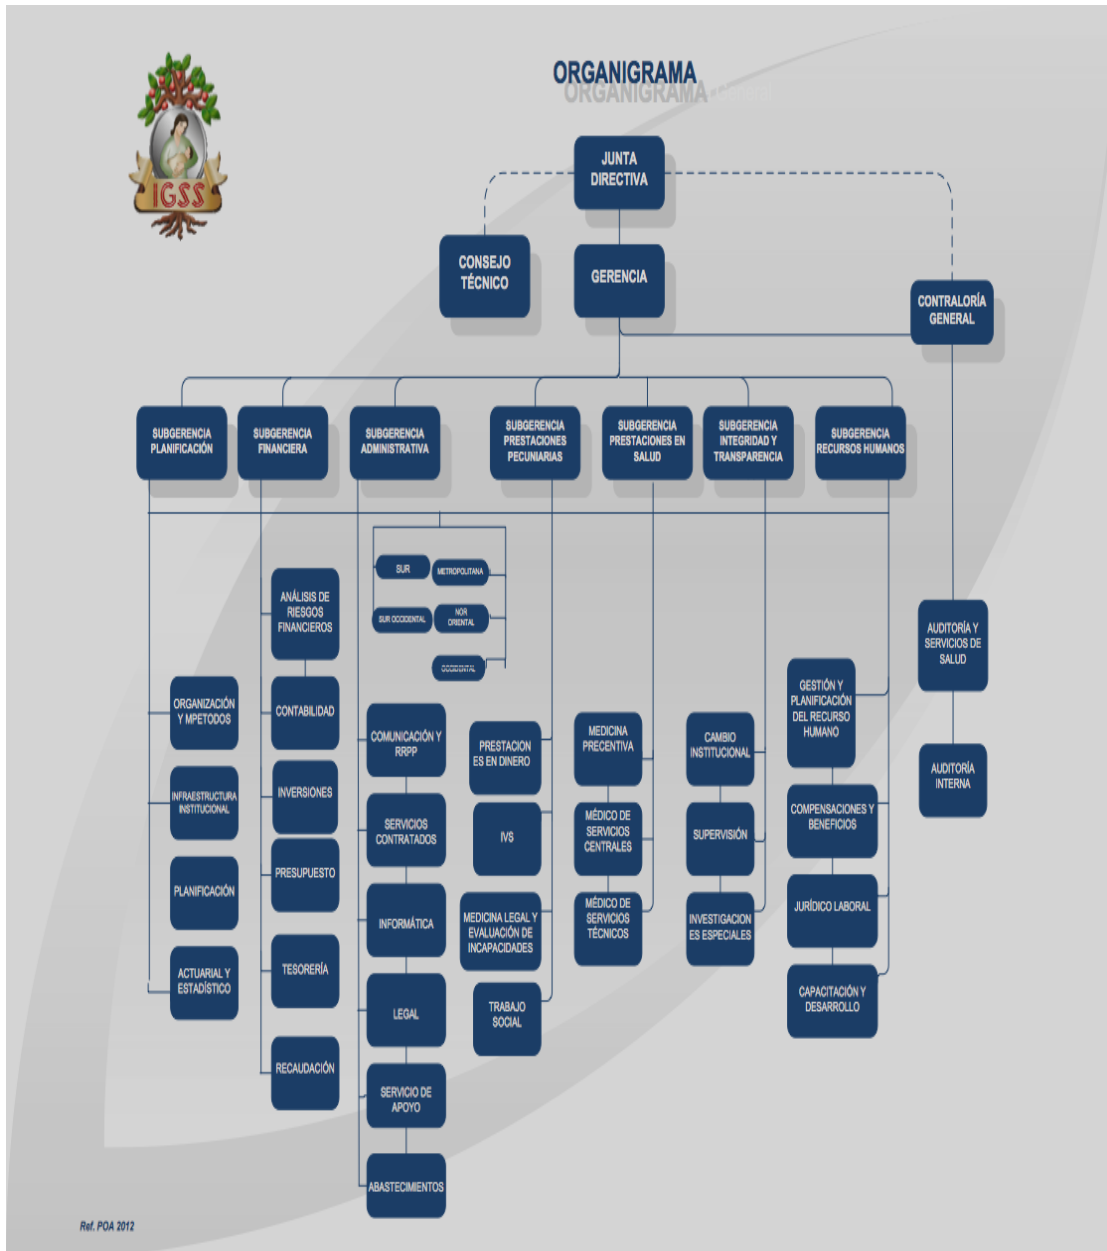 ORGANIGRAMA
ORGANIGRAMA
IGSS
JUNTA
DIRECTIVA
CONSEJO
TÉCNICO
GERENCIA
CONTRALORÍA
GENERAL
SUBGERENCIA
PLANIFICACIÓN
SUBGERENCIA
FINANCIERA
SUBGERENCIA
ADMINISTRATIVA
SUBGERENCIA
PRESTACIONES
PECUNIARIAS
SUBGERENCIA
PRESTACIONES EN
SALUD
SUBGERENCIA
INTEGRIDAD Y
TRANSPARENCIA
SUBGERENCIA
RECURSOS HUMANOS
SUR
METROPOLITANA
SUR OCCIDENTAL
NOR
ORIENTAL
OCCIDENTAL
ORGANIZACIÓN
Y MPETODOS
INFRAESTRUCTURA
INSTITUCIONAL
PLANIFICACIÓN
ACTUARIAL Y
ESTADÍSTICO
ANÁLISIS DE
RIESGOS
FINANCIEROS
CONTABILIDAD
INVERSIONES
PRESUPUESTO
TESORERÍA
RECAUDACIÓN
COMUNICACIÓN Y
RRPP
SERVICIOS
CONTRATADOS
INFORMÁTICA
LEGAL
SERVICIO DE
APOYO
ABASTECIMIENTOS
PRESTACION
ES EN DINERO
IVS
MEDICINA LEGAL Y
EVALUACIÓN DE
INCAPACIDADES
TRABAJO
SOCIAL
MEDICINA
PRECENTIVA
MÉDICO DE
SERVICIOS
CENTRALES
MÉDICO DE
SERVICIOS
TÉCNICOS
CAMBIO
INSTITUCIONAL
SUPERVISIÓN
INVESTIGACION
ES ESPECIALES
GESTIÓN Y
PLANIFICACIÓN
DEL RECURSO
HUMANO
COMPENSACIONES Y
BENEFICIOS
JURÍDICO LABORAL
CAPACITACIÓN Y
DESARROLLO
AUDITORÍA Y
SERVICIOS DE
SALUD
AUDITORÍA
INTERNA
Ref. POA 2012